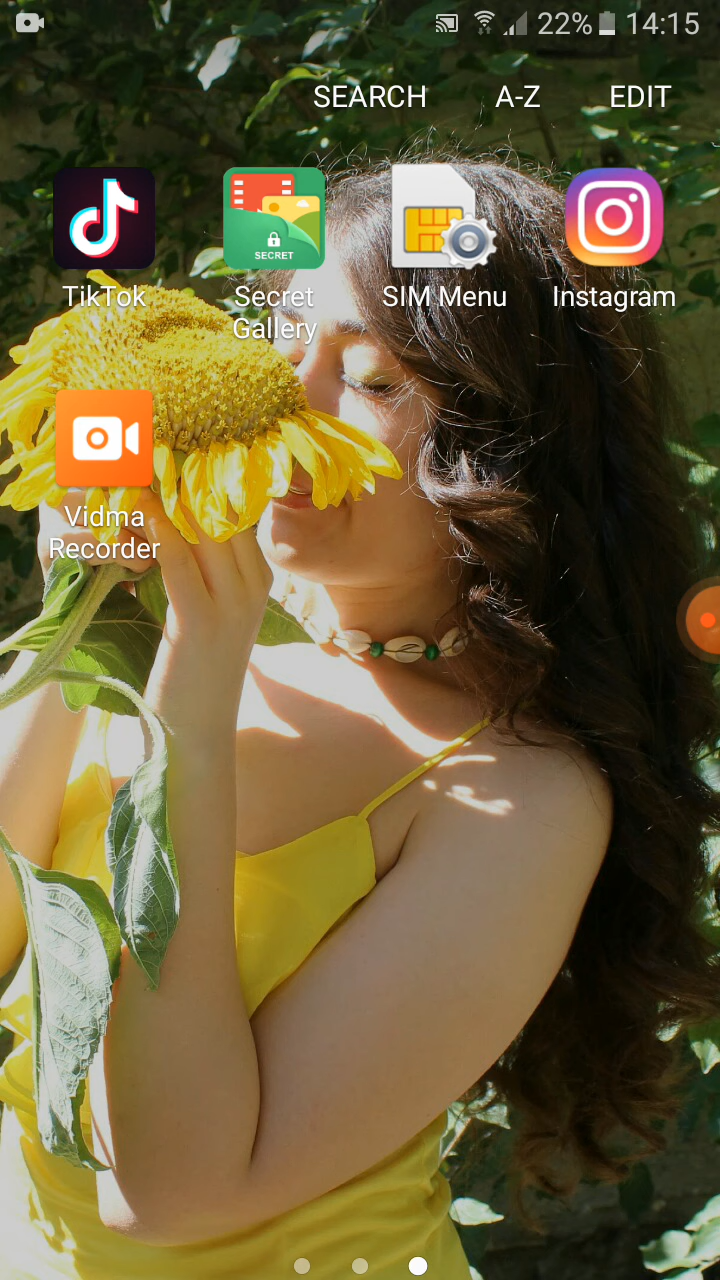 22% 14:15
SEARCH A-Z EDIT
SECRET
TikTok Secret Gallery SIM Menu Instagram
Vidma
Recorder